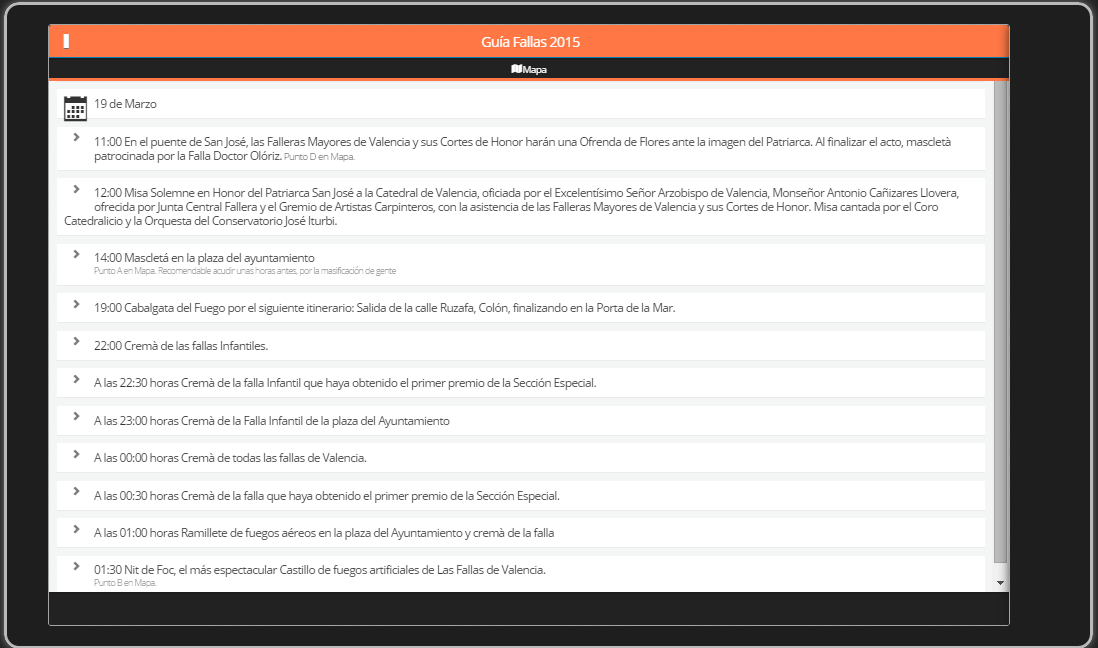 Guía Fallas 2015
Mapa
19 de Marzo
11:00 En el puente de San José, las Falleras Mayores de Valencia y sus Cortes de Honor harán una Ofrenda de Flores ante la imagen del Patriarca. Al finalizar el acto, mascletà
patrocinada por la Falla Doctor Olóriz. Punto D en Mapa.
12:00 Misa Solemne en Honor del Patriarca San José a la Catedral de Valencia, oficiada por el Excelentísimo Señor Arzobispo de Valencia, Monseñor Antonio Cañizares Llovera,
ofrecida por Junta Central Fallera y el Gremio de Artistas Carpinteros, con la asistencia de las Falleras Mayores de Valencia y sus Cortes de Honor. Misa cantada por el Coro
Catedralicio y la Orquesta del Conservatorio José Iturbi.
14:00 Mascletá en la plaza del ayuntamiento
Punto A en Mapa. Recomendable acudir unas horas antes, por la masificación de gente
19:00 Cabalgata del Fuego por el siguiente itinerario: Salida de la calle Ruzafa, Colón, finalizando en la Porta de la Mar.
22:00 Cremà de las fallas Infantiles.
A las 22:30 horas Cremà de la falla Infantil que haya obtenido el primer premio de la Sección Especial.
A las 23:00 horas Cremà de la Falla Infantil de la plaza del Ayuntamiento
A las 00:00 horas Cremà de todas las fallas de Valencia.
A las 00:30 horas Cremà de la falla que haya obtenido el primer premio de la Sección Especial.
A las 01:00 horas Ramillete de fuegos aéreos en la plaza del Ayuntamiento y cremà de la falla
01:30 Nit de Foc, el más espectacular Castillo de fuegos artificiales de Las Fallas de Valencia.
Punto B en Mapa.